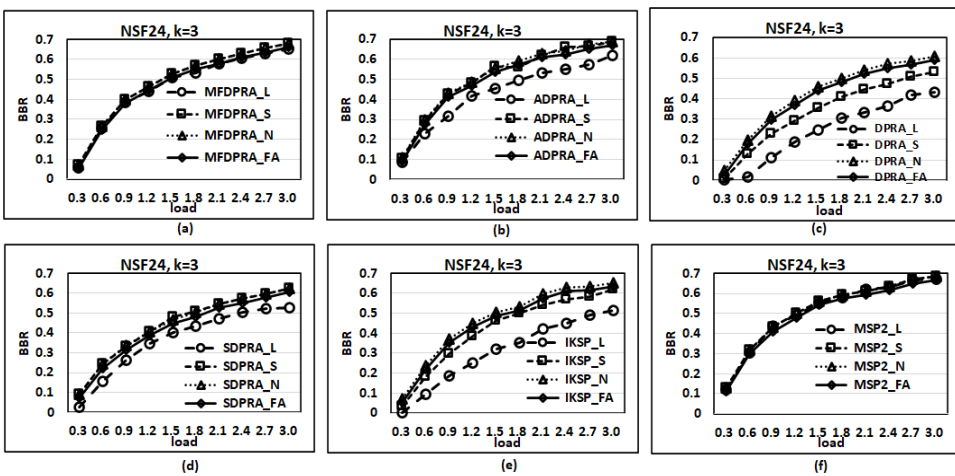 NSF24, k=3
BBR
0.7
0.6
0.5
0.4
0.3
0.2
0.1
0
MFDPRA_L
MFDPRA_S
MFDPRA_N
MFDPRA_FA
0.3 0.6 0.9 1.2 1.5 1.8 2.1 2.4 2.7 3.0
load
(a)
NSF24, k=3
BBR
0.7
0.6
0.5
0.4
0.3
0.2
0.1
0
ADPRA_L
ADPRA_S
ADPRA_N
ADPRA_FA
0.3 0.6 0.9 1.2 1.5 1.8 2.1 2.4 2.7 3.0
load
(b)
NSF24, k=3
BBR
0.7
0.6
0.5
0.4
0.3
0.2
0.1
0
DPRA_L
DPRA_S
DPRA_N
DPRA_FA
0.3 0.6 0.9 1.2 1.5 1.8 2.1 2.4 2.7 3.0
load
(c)
NSF24, k=3
BBR
0.7
0.6
0.5
0.4
0.3
0.2
0.1
0
SDPRA_L
SDPRA_S
SDPRA_N
SDPRA_FA
0.3 0.6 0.9 1.2 1.5 1.8 2.1 2.4 2.7 3.0
load
(d)
NSF24, k=3
BBR
0.7
0.6
0.5
0.4
0.3
0.2
0.1
0
IKSP_L
IKSP_S
IKSP_N
IKSP_FA
0.3 0.6 0.9 1.2 1.5 1.8 2.1 2.4 2.7 3.0
load
(e)
NSF24, k=3
BBR
0.7
0.6
0.5
0.4
0.3
0.2
0.1
0
MSP2_L
MSP2_S
MSP2_N
MSP2_FA
0.3 0.6 0.9 1.2 1.5 1.8 2.1 2.4 2.7 3.0
load
(f)